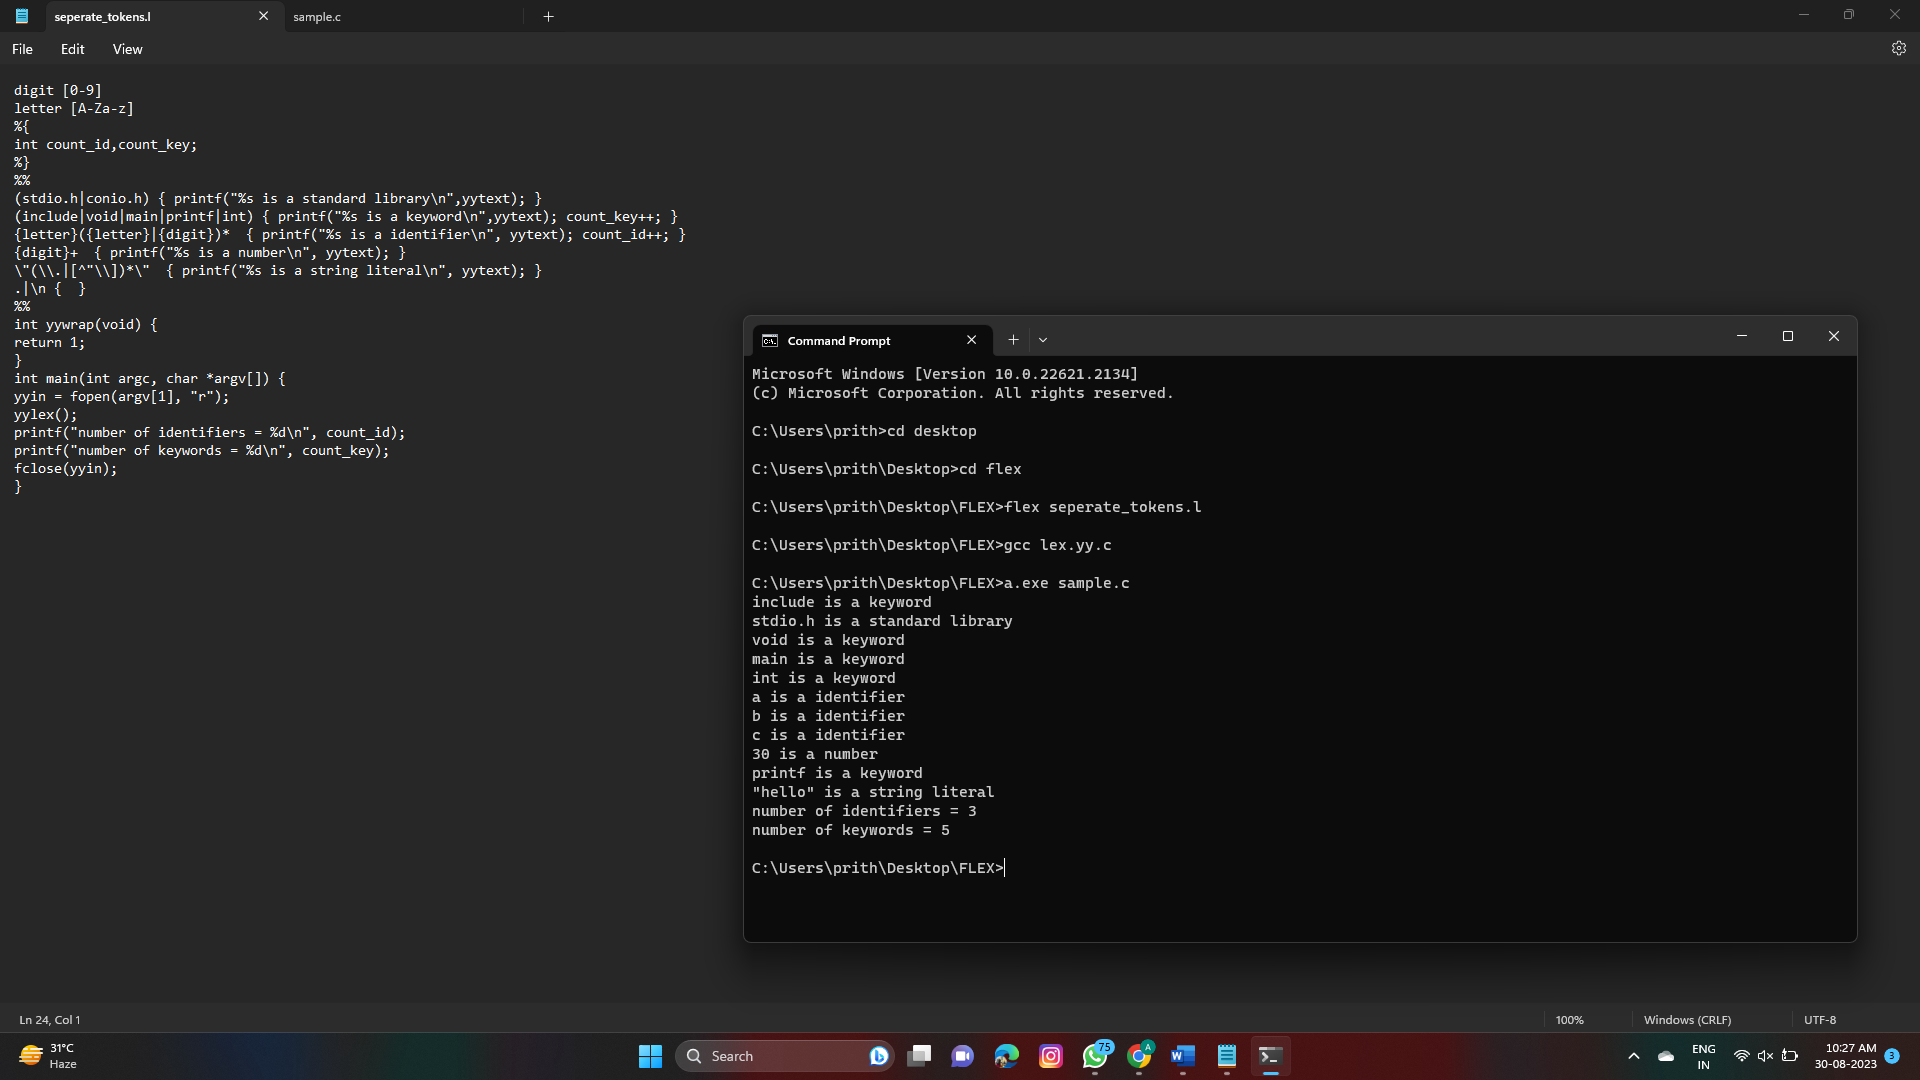 seperate_tokens.l
sample.c
File Edit View
digit [0-9]
letter [A-Za-z]
%{
int count_id,count_key;
%}
%%
(stdio.h|conio.h) { printf("%s is a standard library\n",yytext); }
(include|void|main|printf|int) { printf("%s is a keyword\n",yytext); count_key++; }
{letter}({letter}|{digit})*  { printf("%s is a identifier\n", yytext); count_id++; }
{digit}+  { printf("%s is a number\n", yytext); }
\"(\\.|[^"\\])*\"  { printf("%s is a string literal\n", yytext); }
.|\n {  }
%%
int yywrap(void) {
return 1;
}
int main(int argc, char *argv[]) {
yyin = fopen(argv[1], "r");
yylex();
printf("number of identifiers = %d\n", count_id);
printf("number of keywords = %d\n", count_key);
fclose(yyin);
}
Command Prompt
Microsoft Windows [Version 10.0.22621.2134]
(c) Microsoft Corporation. All rights reserved.
C:\Users\prith>cd desktop
C:\Users\prith\Desktop>cd flex
C:\Users\prith\Desktop\FLEX>flex seperate_tokens.l
C:\Users\prith\Desktop\FLEX>gcc lex.yy.c
C:\Users\prith\Desktop\FLEX>a.exe sample.c
include is a keyword
stdio.h is a standard library
void is a keyword
main is a keyword
int is a keyword
a is a identifier
b is a identifier
c is a identifier
30 is a number
printf is a keyword
"hello" is a string literal
number of identifiers = 3
number of keywords = 5
C:\Users\prith\Desktop\FLEX>
Ln 24, Col 1
100%
Windows (CRLF)
UTF-8
31°C
Haze
Search
75
A
ENG
IN
10:27 AM
30-08-2023
3